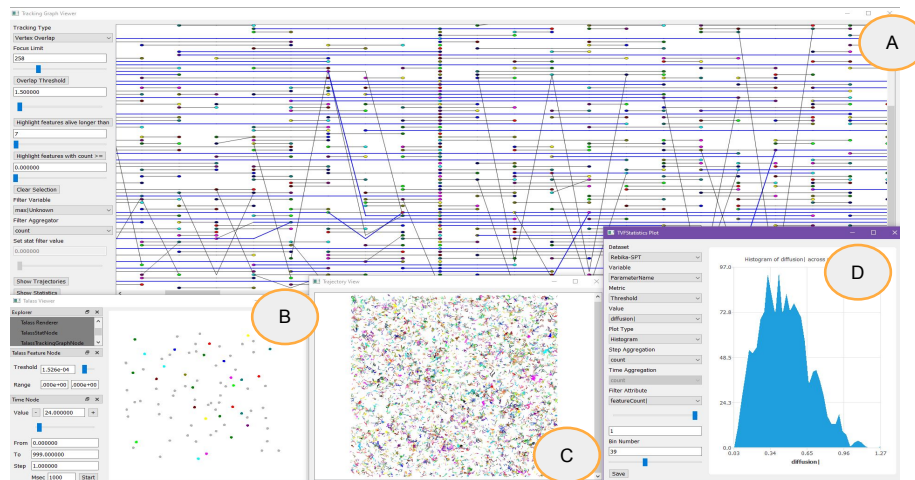 Tracking Graph Viewer
Tracking Type
Vertex Overlap
Focus Limit
258
Overlap Threshold
1.500000
Highlight features alive longer than
7
Highlight features with count >=
0.000000
Clear Selection
Filter Variable
max(Unknown
Filter Aggregator
count
Set stat filter value
0.000000
Show Trajectories
Show Statistics
A
Talass Viewer
Explorer
Talass Renderer
TalassStatNode
TalassTrackingGraphNode
Talass Feature Node
Treshold 1.526e-04
Range .000e+00 .000e+00
Time Node
Value - 24.000000 +
From 0.000000
To 999.000000
Step 1.000000
Msec 1000 Start
B
Trajectory View
C
TVFStatistics Plot
Dataset
Rebika-SPT
Variable
ParameterName
Metric
Threshold
Value
diffusion|
Plot Type
Histogram
Step Aggregation
count
Time Aggregation
count
Filter Attribute
featureCount|
1
Bin Number
39
Save
Histogram of diffusion| across
97.0
72.8
48.5
24.3
0.0
0.03 0.34 0.65 0.96 1.27
diffusion|
D